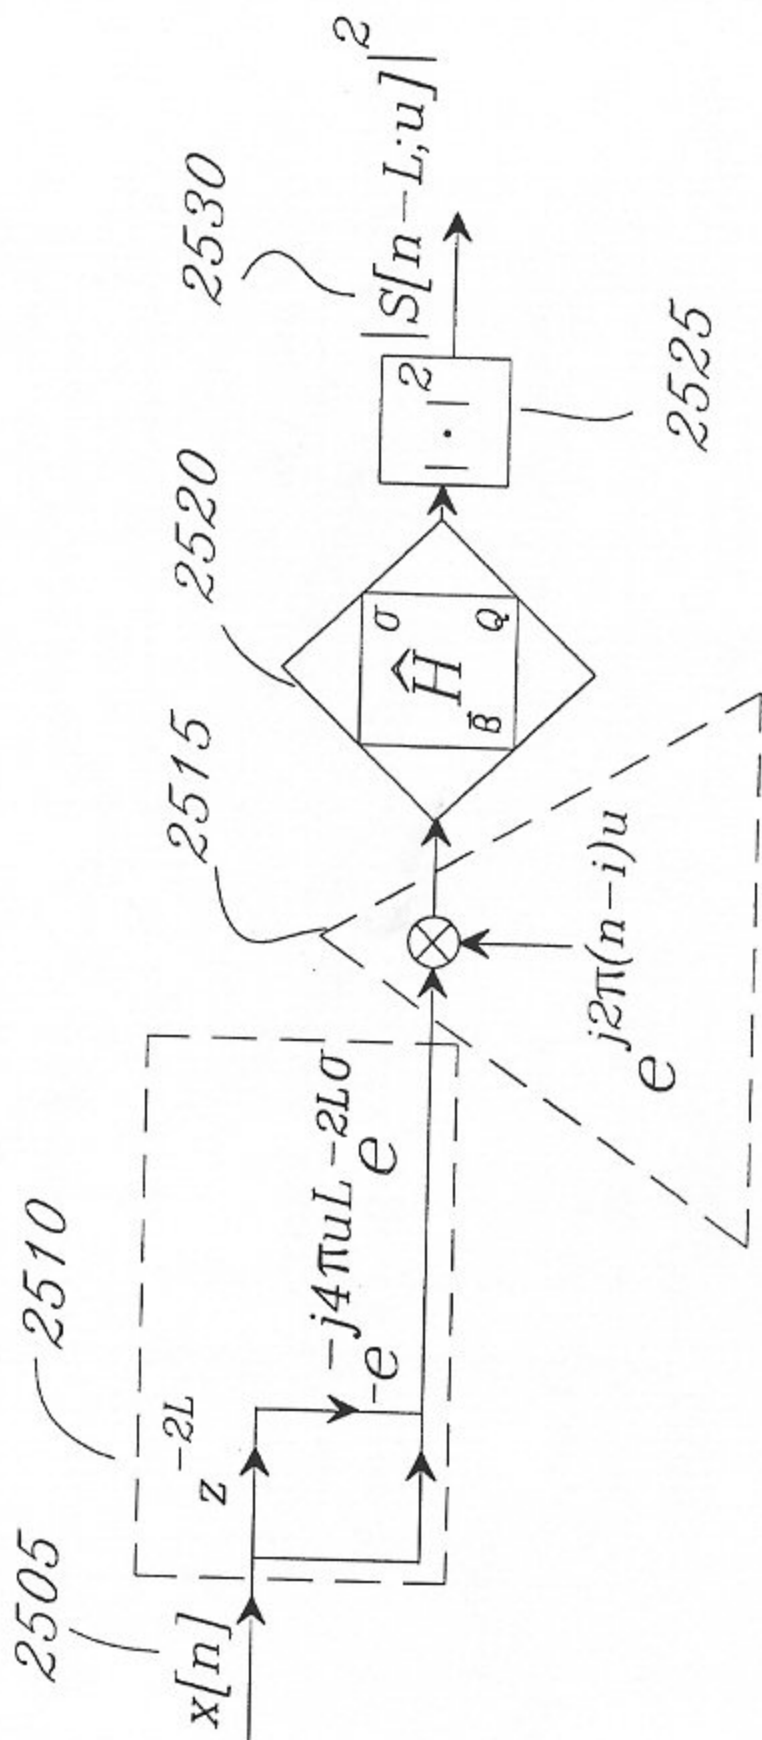 2505
x[n]
2510
z^{-2L}
-e^{-j4πuL} e^{-2Lσ}
2515
e^{j2π(n-i)u}
2520
Ĥ
σ
B̄
Q
|·|^2
2525
2530
|S[n-L;u]|^2